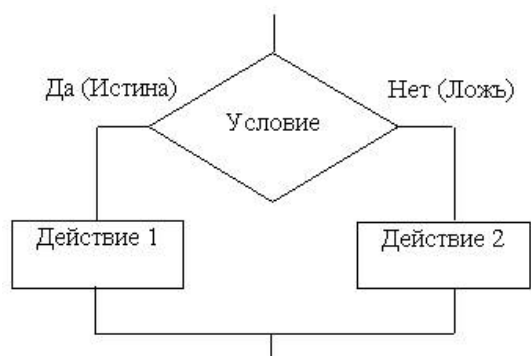 Да (Истина)
Нет (Ложь)
Условие
Действие 1
Действие 2